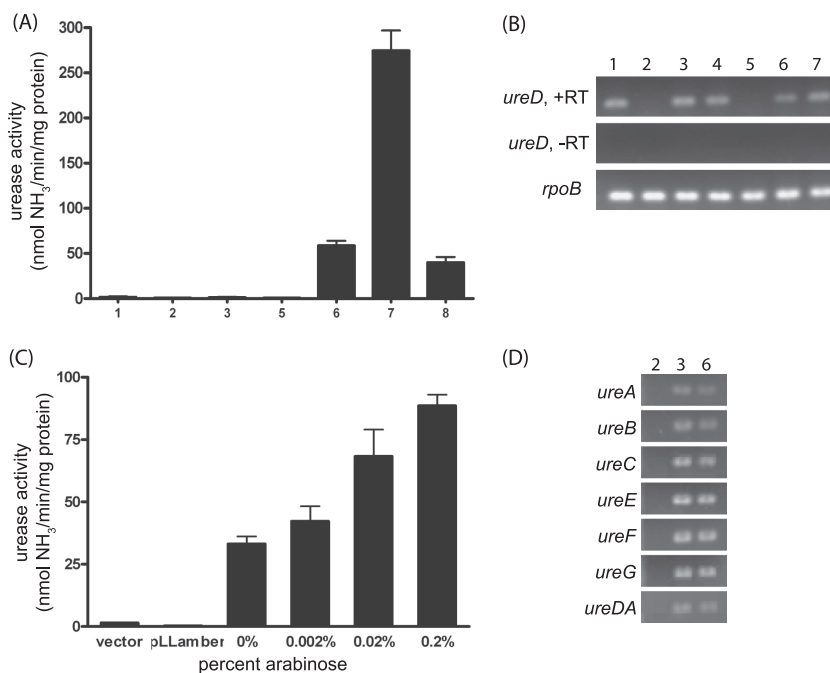 (A)
urease activity
(nmol NH3/min/mg protein)
300
250
200
150
100
50
0
1 2 3 5 6 7 8
(B)
1 2 3 4 5 6 7
ureD, +RT
ureD, -RT
rpoB
(C)
urease activity
(nmol NH3/min/mg protein)
100
75
50
25
0
vector pLLamber 0% 0.002% 0.02% 0.2%
percent arabinose
(D)
2 3 6
ureA
ureB
ureC
ureE
ureF
ureG
ureDA